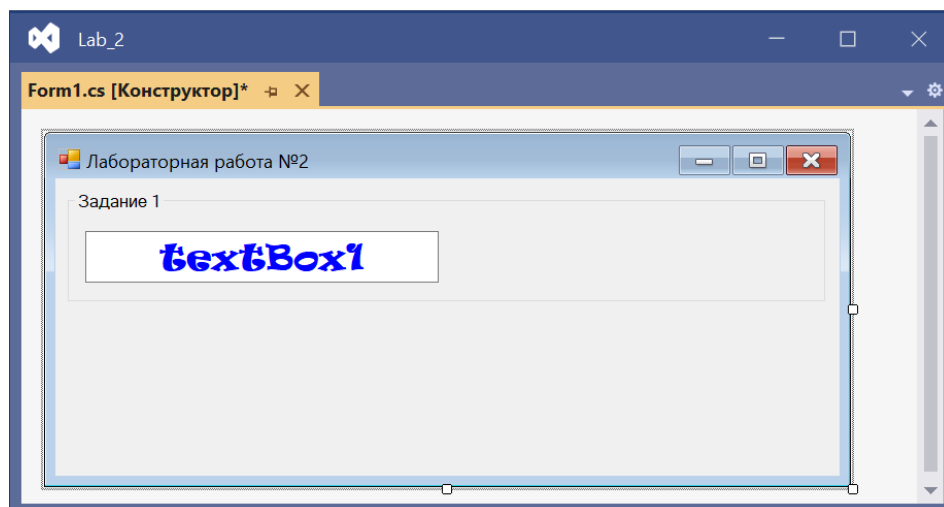 Lab_2
Form1.cs [Конструктор]*
Лабораторная работа №2
Задание 1
textBox1